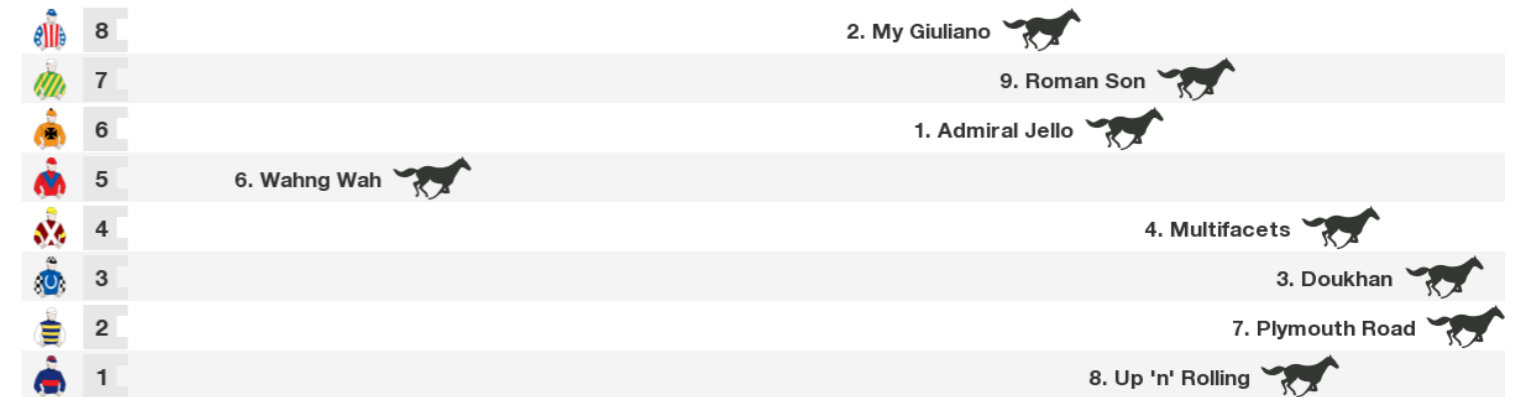 8 2. My Giuliano
7 9. Roman Son
6 1. Admiral Jello
5 6. Wahng Wah
4 4. Multifacets
3 3. Doukhan
2 7. Plymouth Road
1 8. Up 'n' Rolling